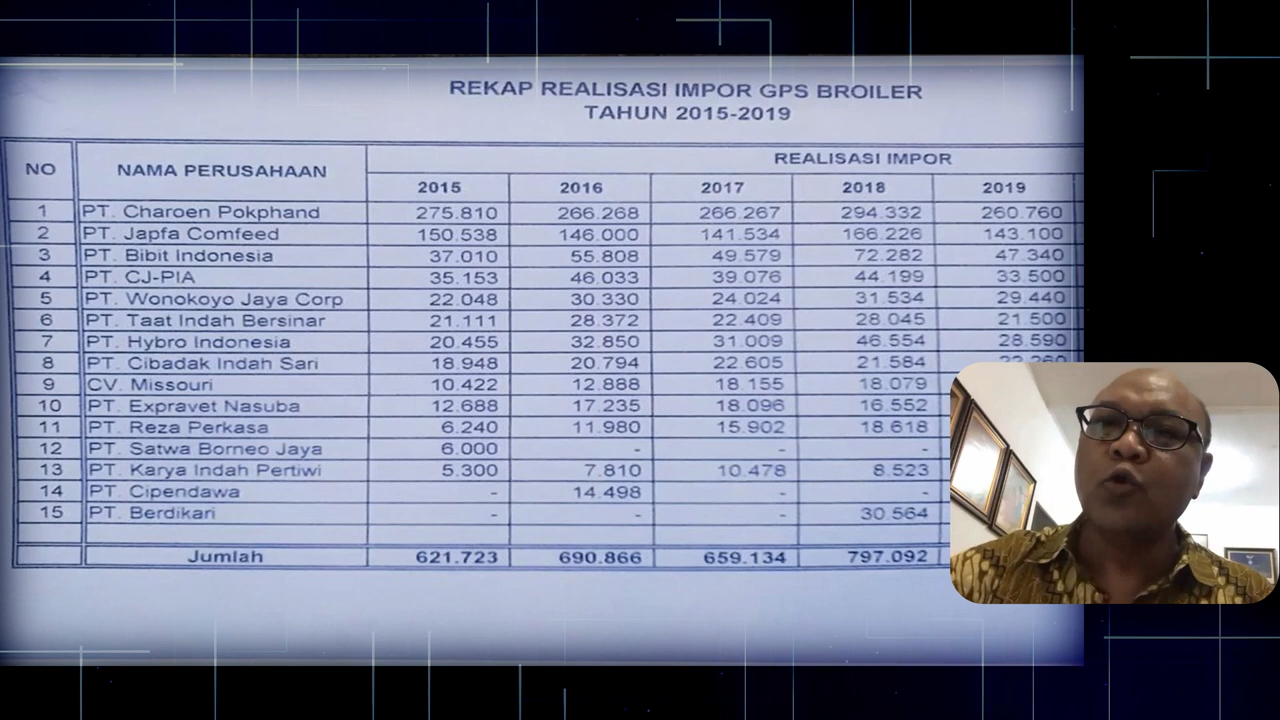 REKAP REALISASI IMPOR GPS BROILER
TAHUN 2015-2019
NO NAMA PERUSAHAAN REALISASI IMPOR
2015 2016 2017 2018 2019
1 PT. Charoen Pokphand 275.810 266.268 266.267 294.332 260.760
2 PT. Japfa Comfeed 150.538 146.000 141.534 166.226 143.100
3 PT. Bibit Indonesia 37.010 55.808 49.579 72.282 47.340
4 PT. CJ-PIA 35.153 46.033 39.076 44.199 33.500
5 PT. Wonokoyo Jaya Corp 22.048 30.330 24.024 31.534 29.440
6 PT. Taat Indah Bersinar 21.111 28.372 22.409 28.045 21.500
7 PT. Hybro Indonesia 20.455 32.850 31.009 46.554 28.590
8 PT. Cibadak Indah Sari 18.948 20.794 22.605 21.584
9 CV. Missouri 10.422 12.888 18.155 18.079
10 PT. Expravet Nasuba 12.688 17.235 18.096 16.552
11 PT. Reza Perkasa 6.240 11.980 15.902 18.618
12 PT. Satwa Borneo Jaya 6.000 - - -
13 PT. Karya Indah Pertiwi 5.300 7.810 10.478 8.523
14 PT. Cipendawa - 14.498 - -
15 PT. Berdikari - - - 30.564
Jumlah 621.723 690.866 659.134 797.092